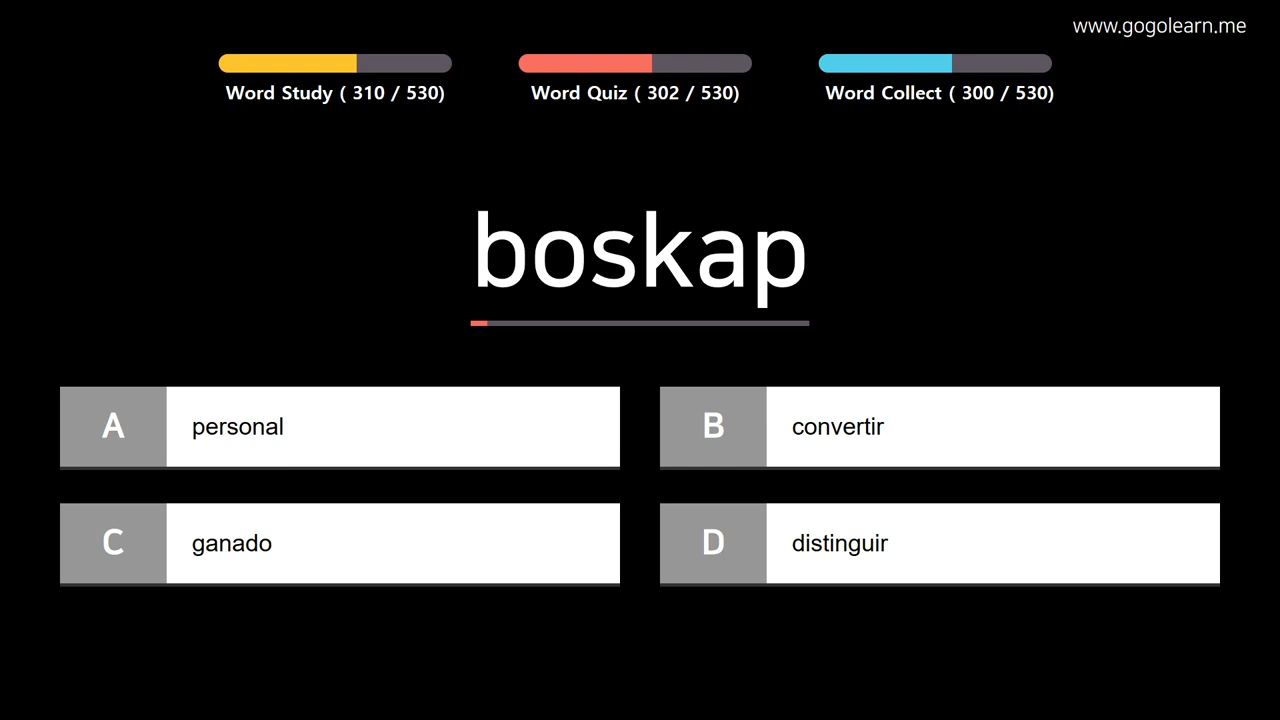 www.gogolearn.me
Word Study ( 310 / 530)
Word Quiz ( 302 / 530)
Word Collect ( 300 / 530)
boskap
A personal
B convertir
C ganado
D distinguir